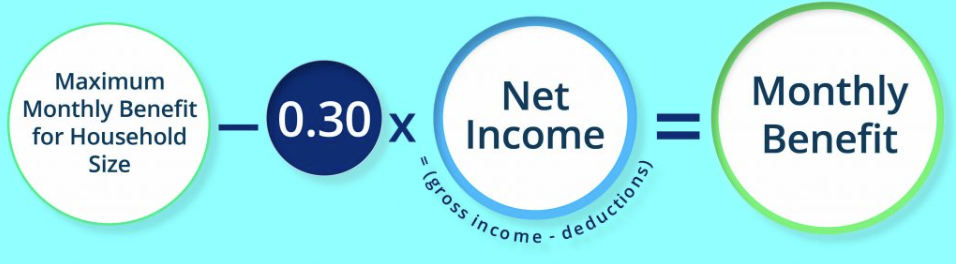 Maximum
Monthly Benefit
for Household
Size
— 0.30 x
Net
Income
= (gross income - deductions)
=
Monthly
Benefit